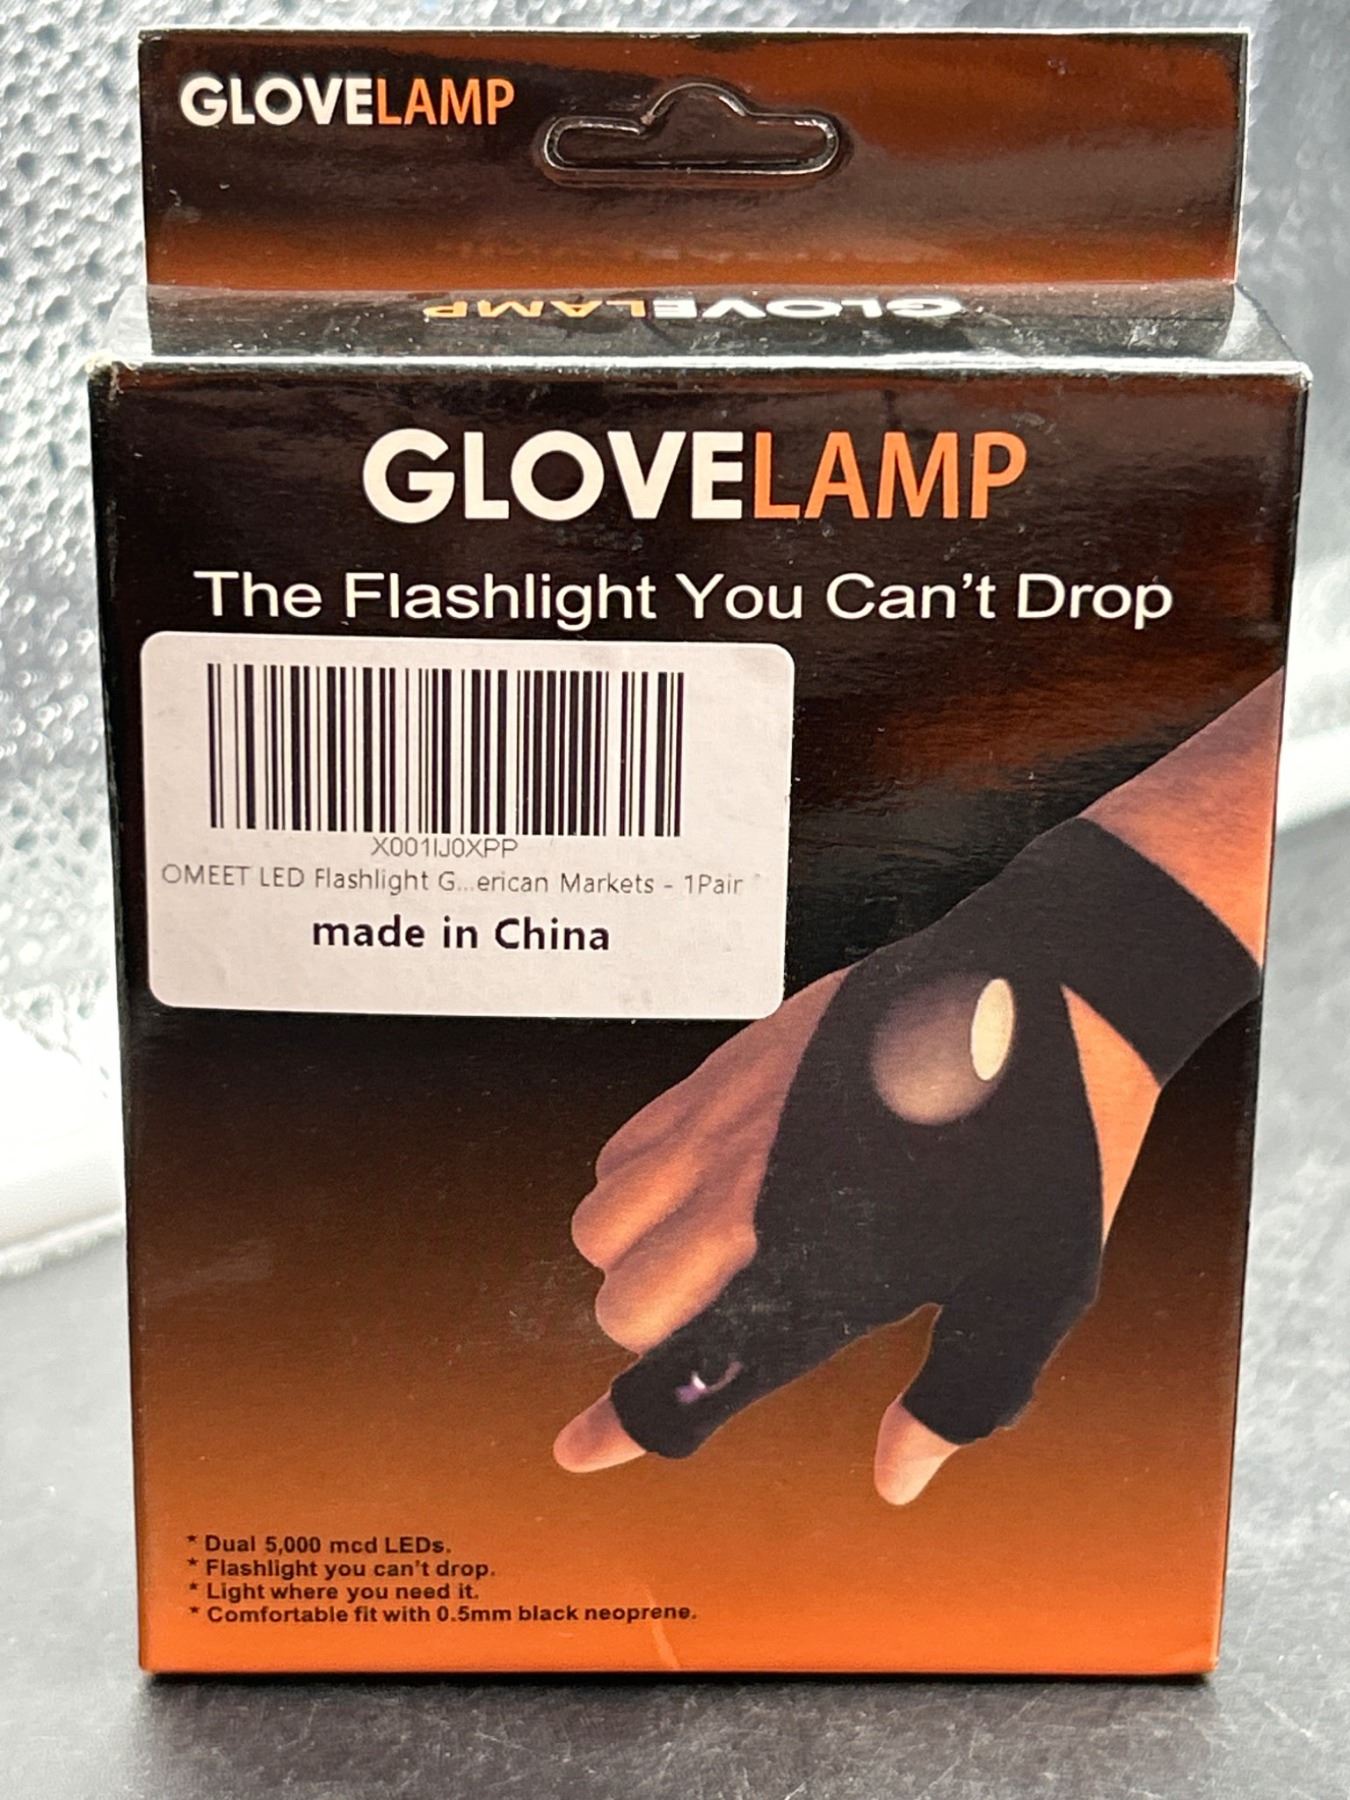 GLOVELAMP
GLOVELAMP
GLOVELAMP
The Flashlight You Can't Drop
X001IJ0XPP
OMEET LED Flashlight G...erican Markets - 1Pair
made in China
* Dual 5,000 mcd LEDs.
* Flashlight you can't drop.
* Light where you need it.
* Comfortable fit with 0.5mm black neoprene.